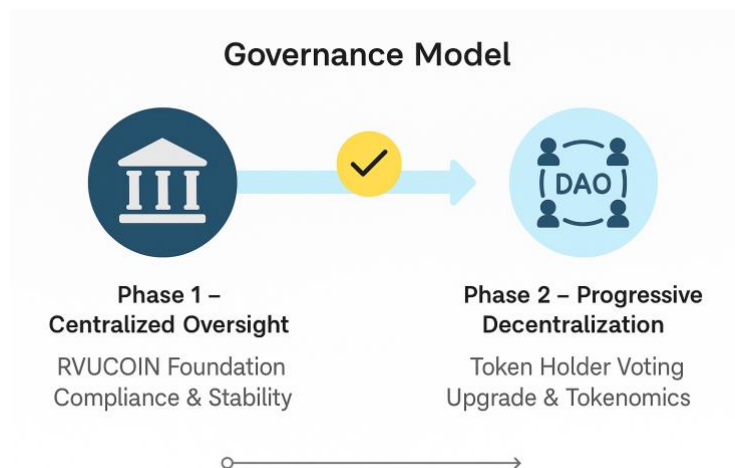 Governance Model
DAO
Phase 1 –
Centralized Oversight
RVUCOIN Foundation
Compliance & Stability
Phase 2 – Progressive
Decentralization
Token Holder Voting
Upgrade & Tokenomics